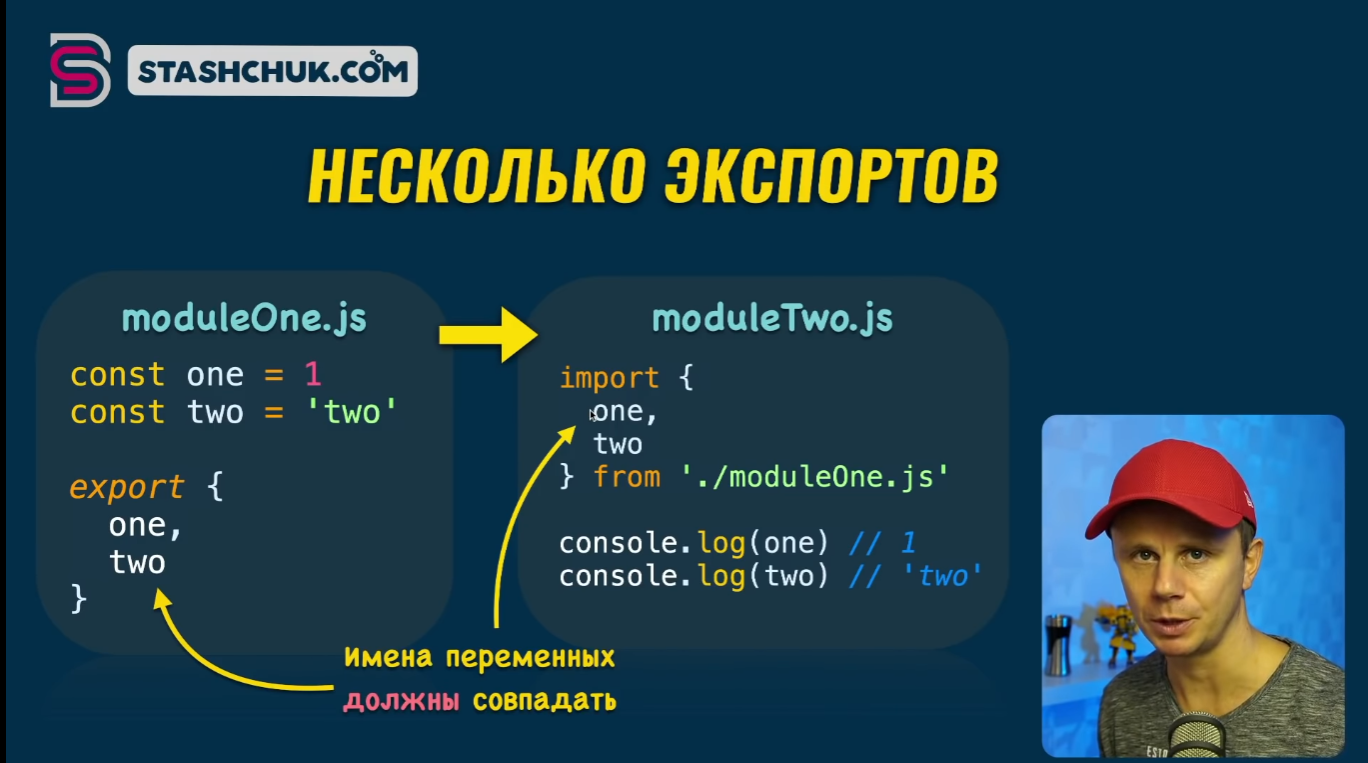 STASHCHUK.COM
НЕСКОЛЬКО ЭКСПОРТОВ
moduleOne.js
const one = 1
const two = 'two'
export {
one,
two
}
moduleTwo.js
import {
one,
two
} from './moduleOne.js'
console.log(one) // 1
console.log(two) // 'two'
Имена переменных
должны совпадать